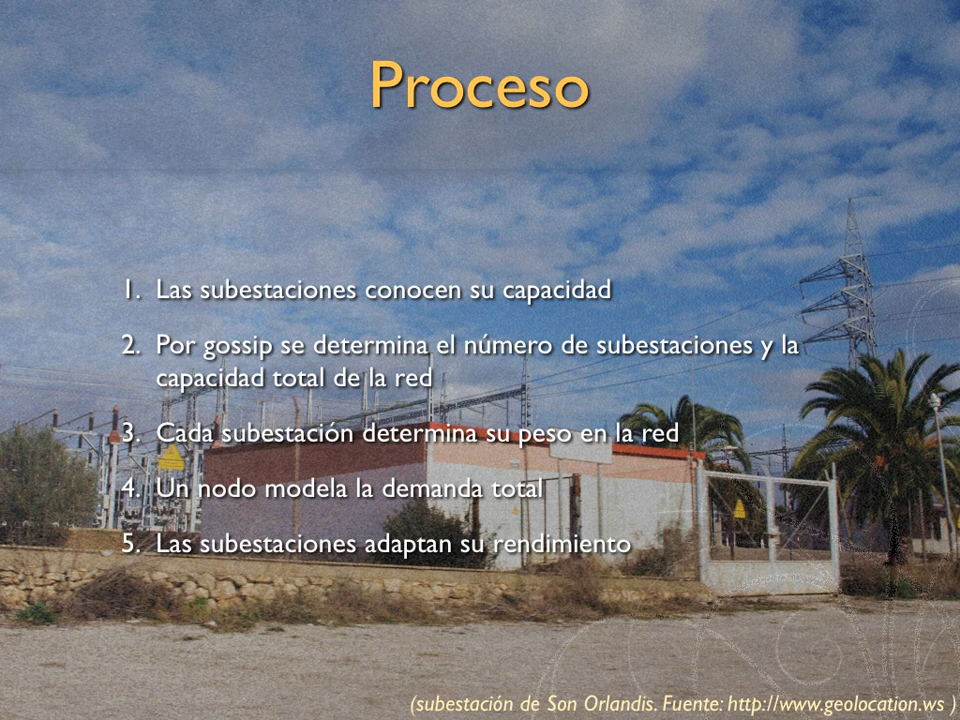 Proceso
1. Las subestaciones conocen su capacidad
2. Por gossip se determina el número de subestaciones y la
capacidad total de la red
3. Cada subestación determina su peso en la red
4. Un nodo modela la demanda total
5. Las subestaciones adaptan su rendimiento
(subestación de Son Orlandis. Fuente: http://www.geolocation.ws )